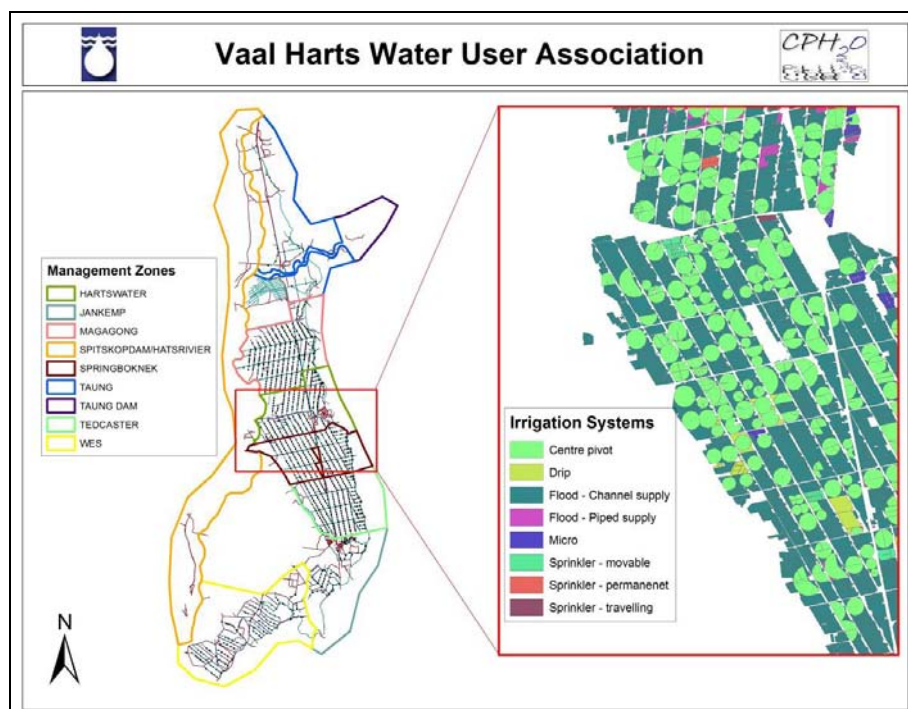 Vaal Harts Water User Association
CPH2O
Management Zones
HARTSWATER
JANKEMP
MAGAGONG
SPITSKOPDAM/HATSRIVIER
SPRINGBOKNEK
TAUNG
TAUNG DAM
TEDCASTER
WES
N
Irrigation Systems
Centre pivot
Drip
Flood - Channel supply
Flood - Piped supply
Micro
Sprinkler - movable
Sprinkler - permanenet
Sprinkler - travelling